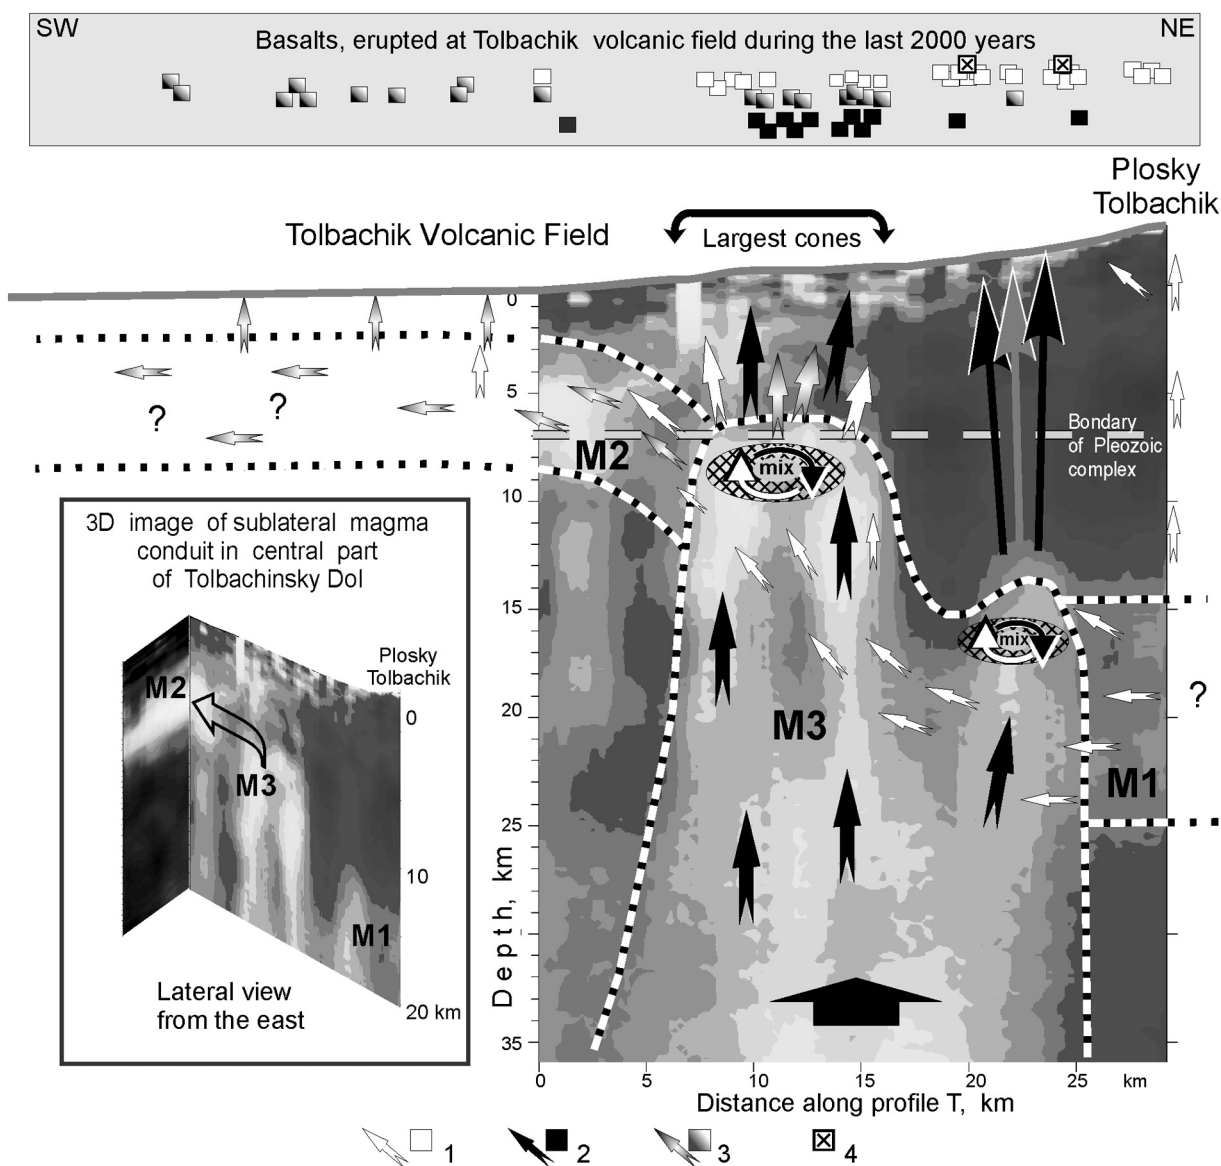 SW
NE
Basalts, erupted at Tolbachik volcanic field during the last 2000 years
Plosky
Tolbachik
Tolbachik Volcanic Field
Largest cones
0
5
10
15
20
25
35
Depth, km
?
?
M2
mix
Bondary
of Pleozoic
complex
mix
M3
?
M1
3D image of sublateral magma
conduit in central part
of Tolbachinsky Dol
Plosky
Tolbachik
M2
0
M3
10
M1
20 km
Lateral view
from the east
0
5
10
15
20
25
km
Distance along profile T, km
1
2
3
4